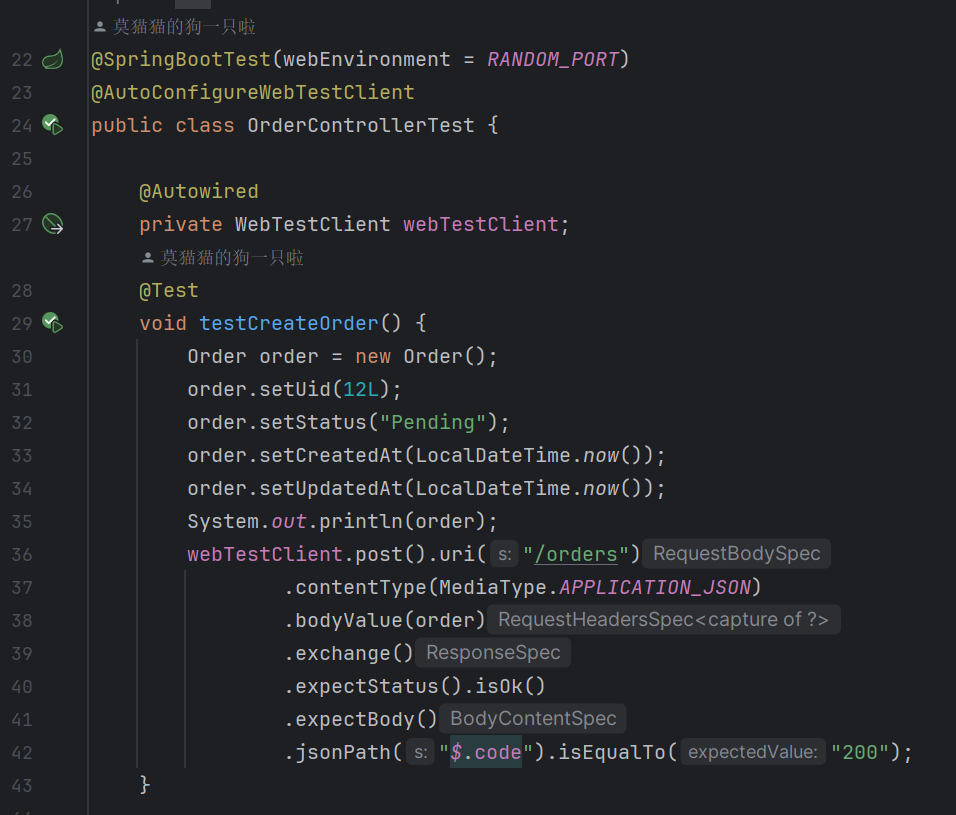 莫猫猫的狗一只啦
22 @SpringBootTest(webEnvironment = RANDOM_PORT)
23 @AutoConfigureWebTestClient
24 public class OrderControllerTest {
25
26 @Autowired
27 private WebTestClient webTestClient;
莫猫猫的狗一只啦
28 @Test
29 void testCreateOrder() {
30 Order order = new Order();
31 order.setUid(12L);
32 order.setStatus("Pending");
33 order.setCreatedAt(LocalDateTime.now());
34 order.setUpdatedAt(LocalDateTime.now());
35 System.out.println(order);
36 webTestClient.post().uri( s: "/orders") RequestBodySpec
37 .contentType(MediaType.APPLICATION_JSON)
38 .bodyValue(order) RequestHeadersSpec<capture of ?>
39 .exchange() ResponseSpec
40 .expectStatus().isOk()
41 .expectBody() BodyContentSpec
42 .jsonPath( s: "$.code").isEqualTo( expectedValue: "200");
43 }